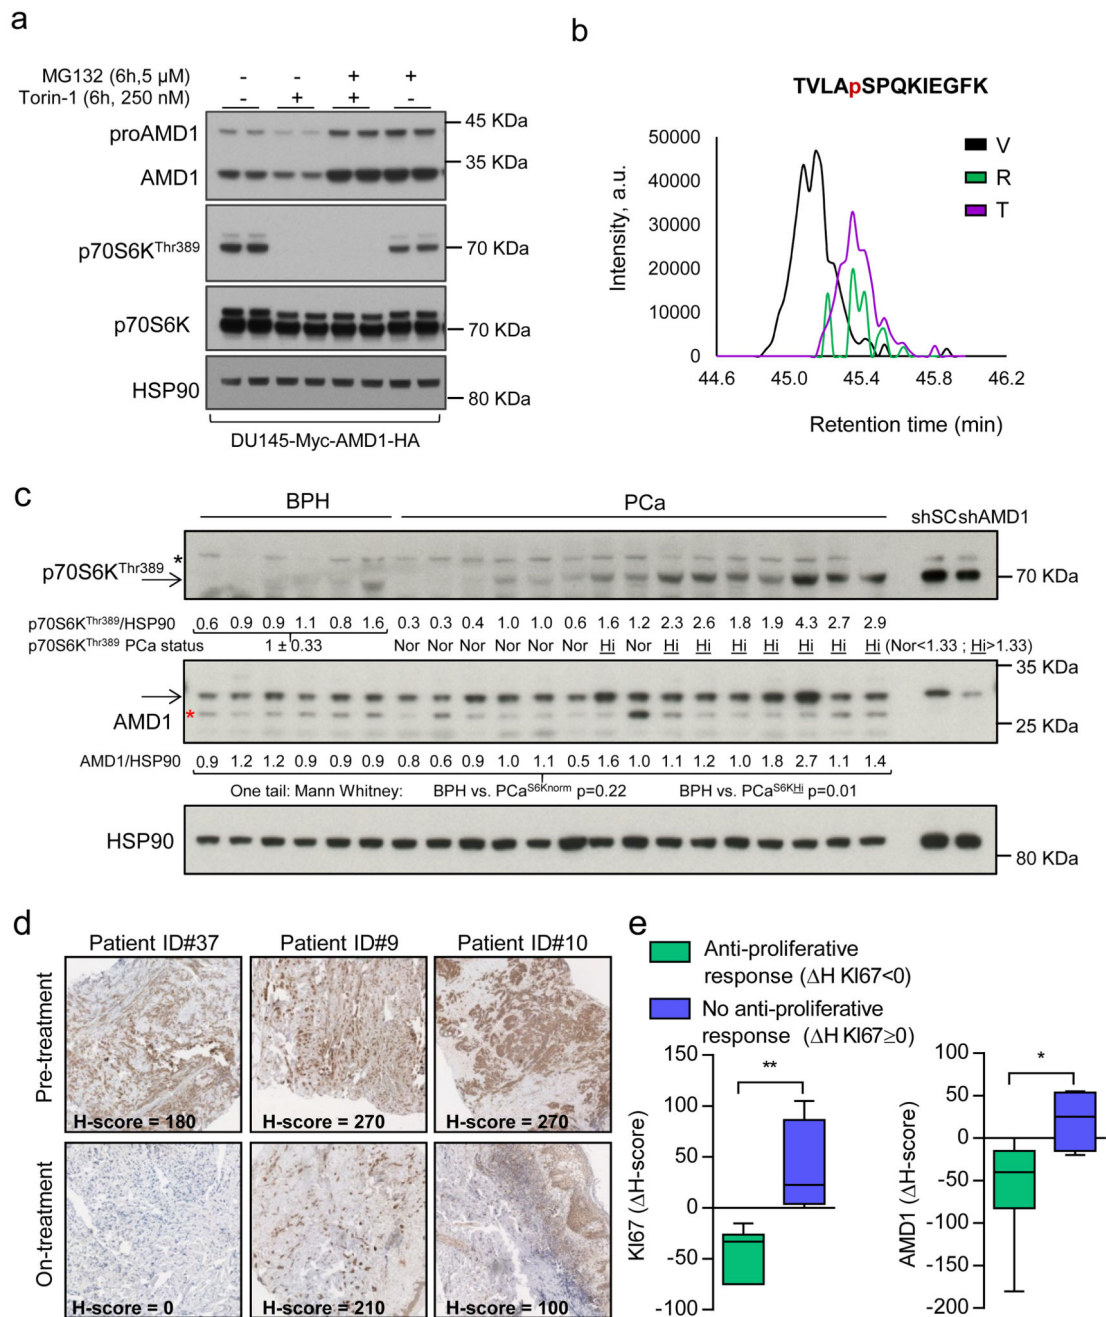 a
MG132 (6h,5 µM) - - + +
Torin-1 (6h, 250 nM) - + + -
proAMD1
AMD1
45 KDa
35 KDa
p70S6KThr389
70 KDa
p70S6K
70 KDa
HSP90
80 KDa
DU145-Myc-AMD1-HA
b
TVLApSPQKIEGFK
V
R
T
Intensity, a.u.
50000
40000
30000
20000
10000
0
44.6 45.0 45.4 45.8 46.2
Retention time (min)
c
BPH PCa shSC shAMD1
*
p70S6KThr389
70 KDa
p70S6KThr389/HSP90 0.6 0.9 0.9 1.1 0.8 1.6 0.3 0.3 0.4 1.0 1.0 0.6 1.6 1.2 2.3 2.6 1.8 1.9 4.3 2.7 2.9
p70S6KThr389 PCa status 1 ± 0.33 Nor Nor Nor Nor Nor Nor Hi Nor Hi Hi Hi Hi Hi Hi Hi (Nor<1.33 ; Hi>1.33)
35 KDa
*
AMD1
25 KDa
AMD1/HSP90 0.9 1.2 1.2 0.9 0.9 0.9 0.8 0.6 0.9 1.0 1.1 0.5 1.6 1.0 1.1 1.2 1.0 1.8 2.7 1.1 1.4
One tail: Mann Whitney: BPH vs. PCaS6Knorm p=0.22 BPH vs. PCaS6KHi p=0.01
HSP90
80 KDa
d
Patient ID#37 Patient ID#9 Patient ID#10
Pre-treatment
H-score = 180 H-score = 270 H-score = 270
On-treatment
H-score = 0 H-score = 210 H-score = 100
e
Anti-proliferative
response (ΔH KI67<0)
No anti-proliferative
response (ΔH KI67≥0)
KI67 (ΔH-score)
150
100
50
0
-50
-100
**
AMD1 (ΔH-score)
100
50
0
-50
-100
-150
-200
*